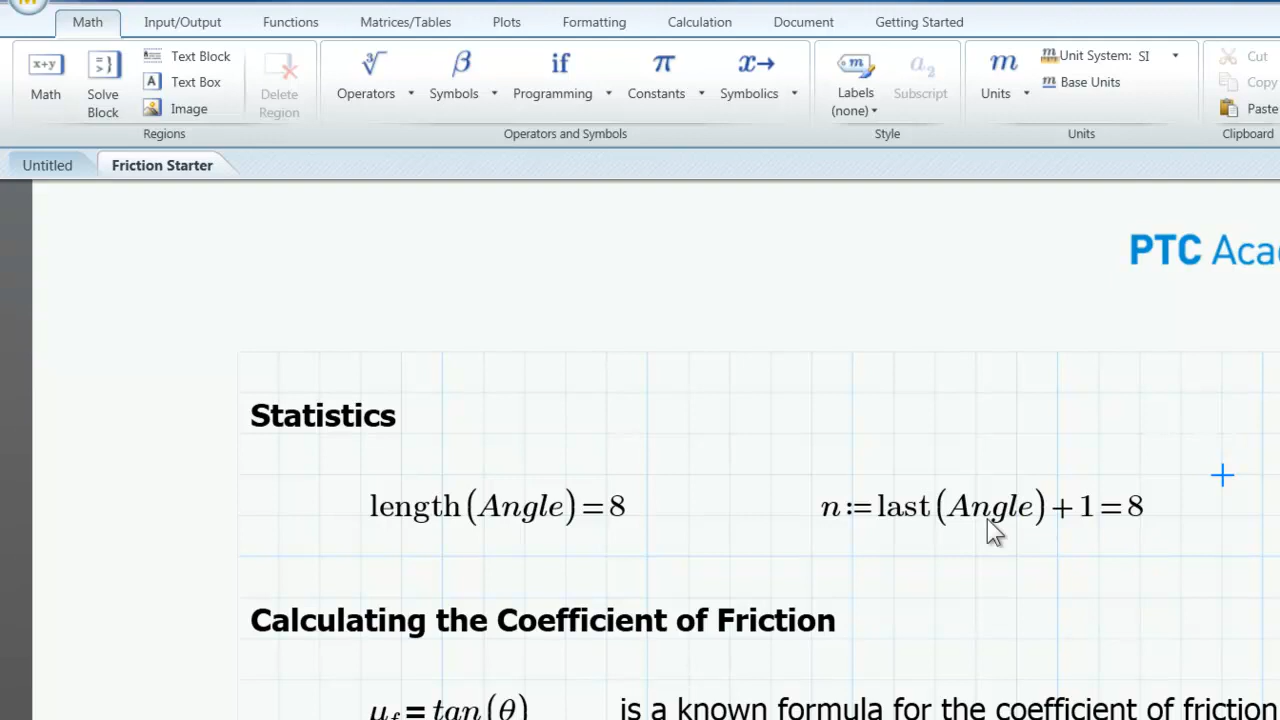 Math Input/Output Functions Matrices/Tables Plots Formatting Calculation Document Getting Started
x+y Text Block if π x→ m a₂ m Unit System: SI Cut
Text Box Base Units Copy
Math Solve Block Image Delete Region Operators Symbols β Programming Constants Symbolics Labels (none) Subscript Units Paste
Regions Operators and Symbols Style Units Clipboard
Untitled Friction Starter
PTC Aca
Statistics
length(Angle)=8 n:=last(Angle)+1=8
Calculating the Coefficient of Friction
μf=tan(θ) is a known formula for the coefficient of friction